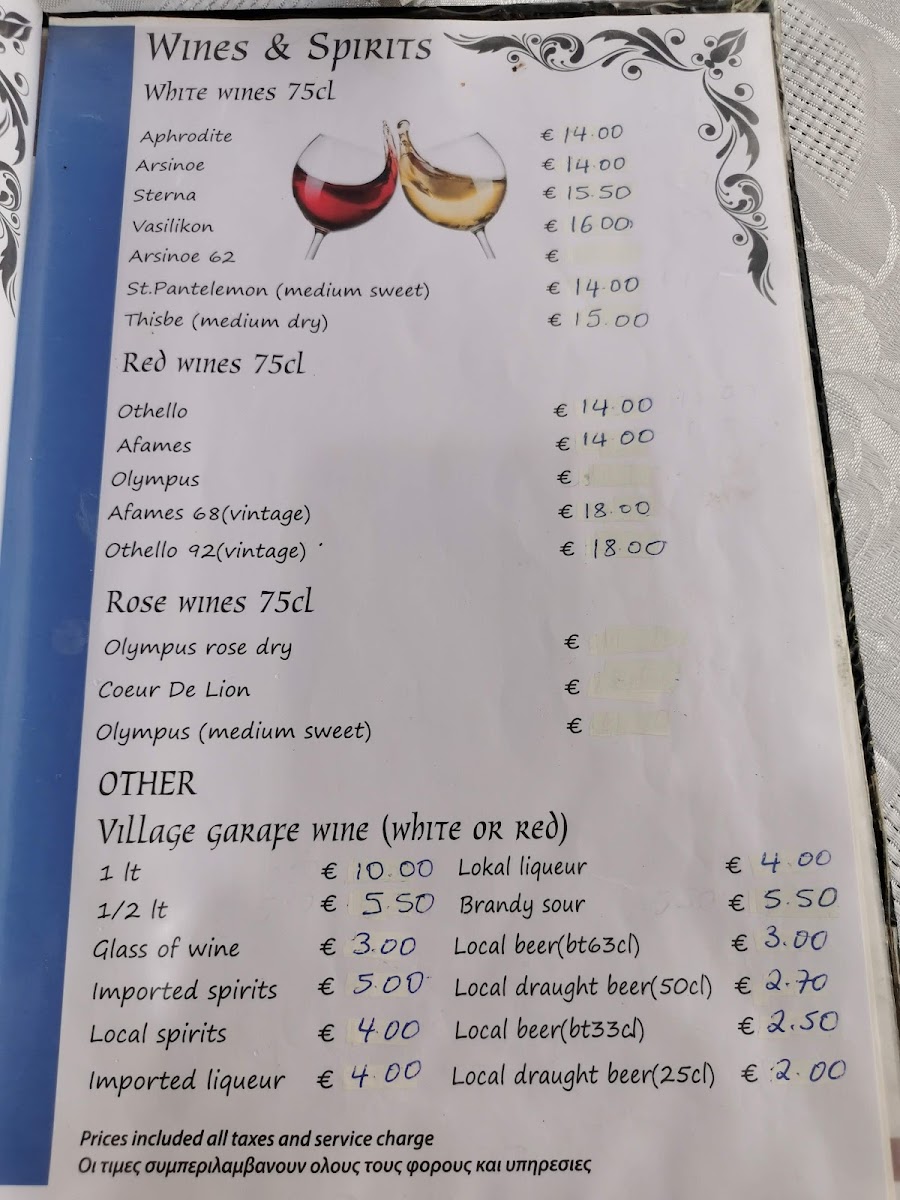 Wines & Spirits
White wines 75cl
Aphrodite € 14.00
Arsinoe € 14.00
Sterna € 15.50
Vasilikon € 16.00
Arsinoe 62 €
St.Pantelemon (medium sweet) € 14.00
Thisbe (medium dry) € 15.00
Red wines 75cl
Othello € 14.00
Afames € 14.00
Olympus €
Afames 68(vintage) € 18.00
Othello 92(vintage) € 18.00
Rose wines 75cl
Olympus rose dry €
Coeur De Lion €
Olympus (medium sweet) €
OTHER
Village garafe wine (white or red)
1 lt € 10.00 Lokal liqueur € 4.00
1/2 lt € 5.50 Brandy sour € 5.50
Glass of wine € 3.00 Local beer(bt63cl) € 3.00
Imported spirits € 5.00 Local draught beer(50cl) € 2.70
Local spirits € 4.00 Local beer(bt33cl) € 2.50
Imported liqueur € 4.00 Local draught beer(25cl) € 2.00
Prices included all taxes and service charge
Οι τιμες συμπεριλαμβανουν ολους τους φορους και υπηρεσιες